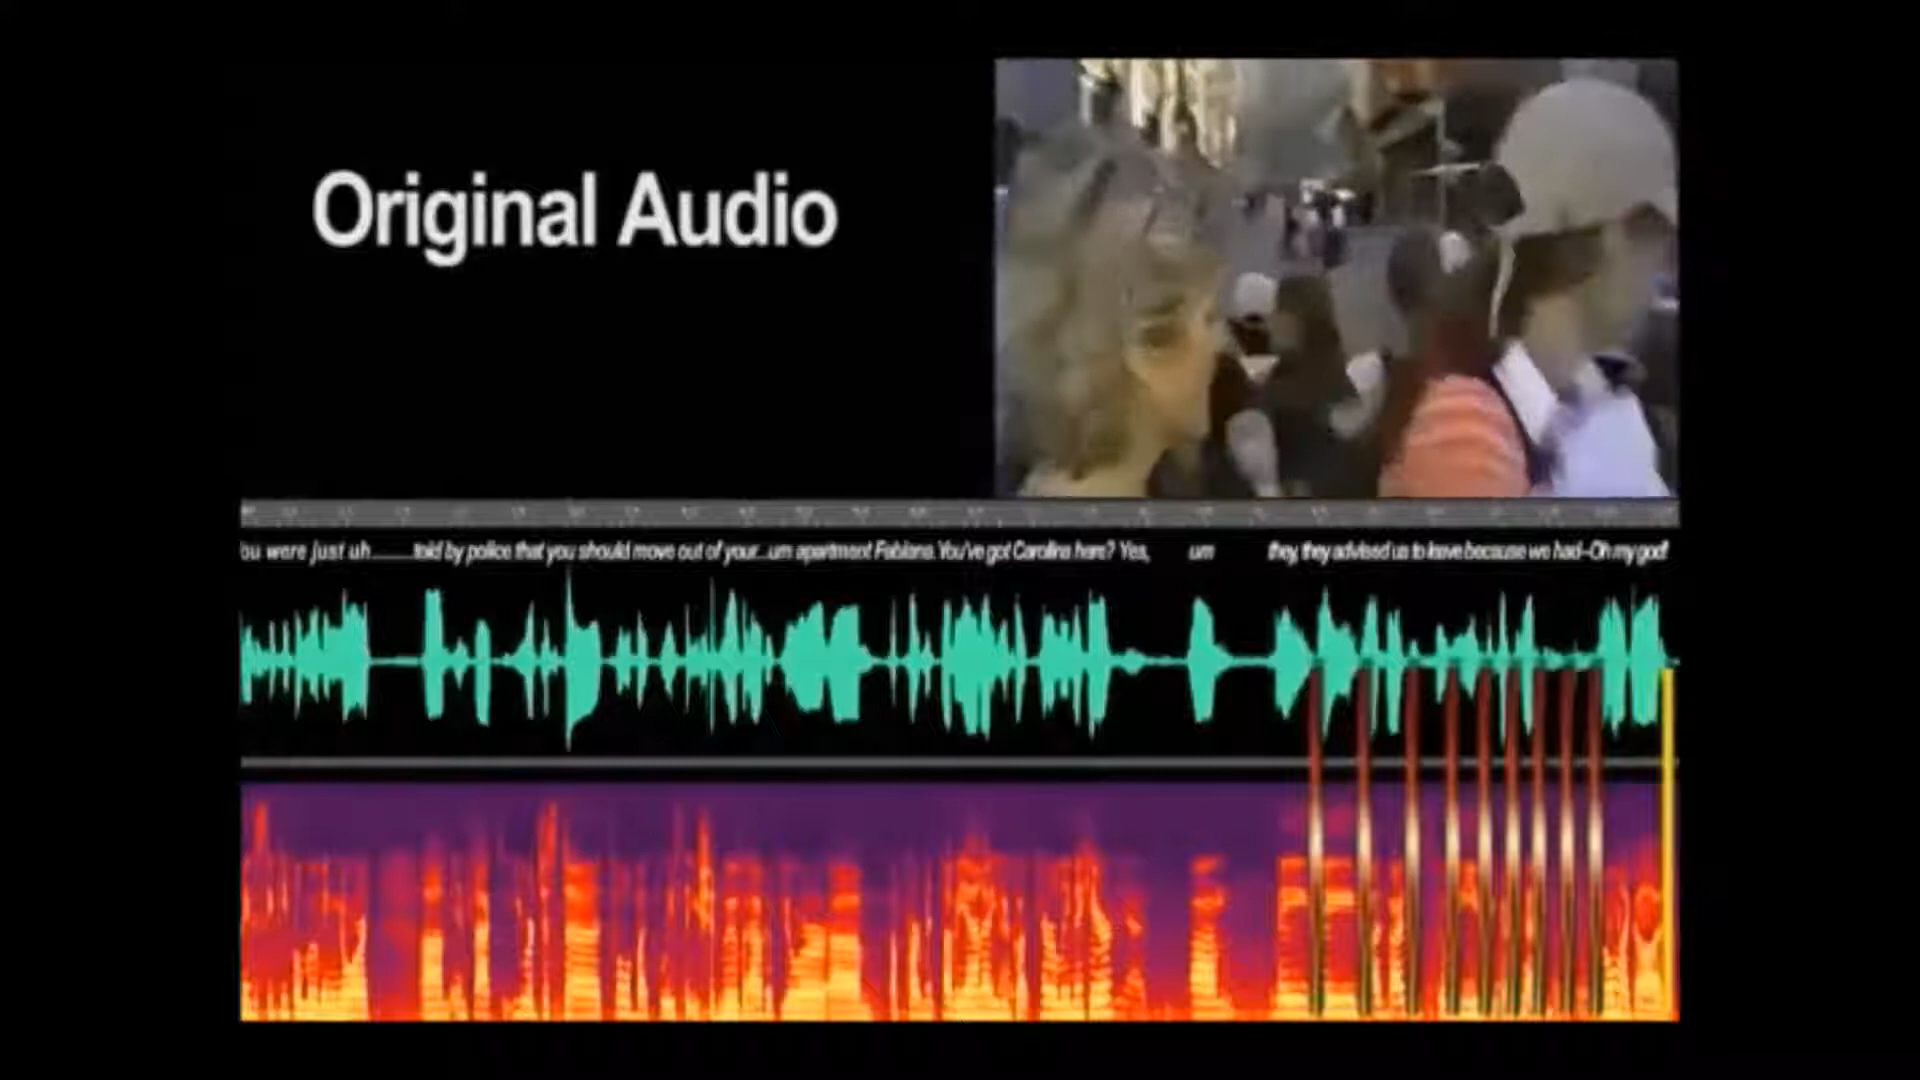 Original Audio
ou were just uh told by police that you should move out of your um apartment Fabiana. You've got Carolina here? Yes, um they, they advised us to leave because we had--Oh my god!